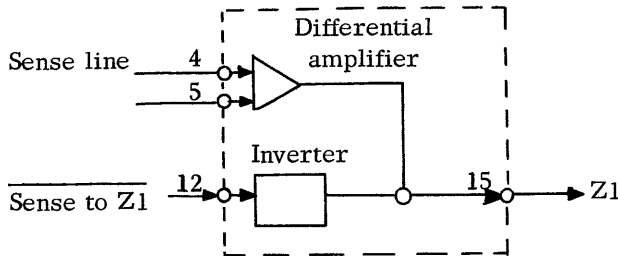 Differential
amplifier
Sense line
4
5
Inverter
Sense to Z1
12
15
Z1